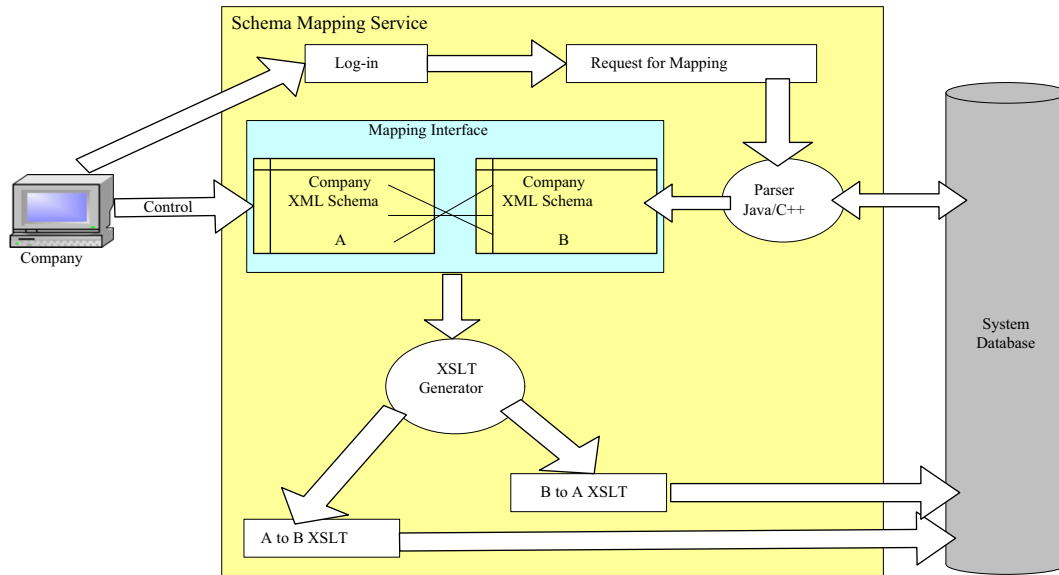 Schema Mapping Service
Log-in
Request for Mapping
Mapping Interface
Company
XML Schema
A
Company
XML Schema
B
Parser
Java/C++
Control
Company
System
Database
XSLT
Generator
B to A XSLT
A to B XSLT